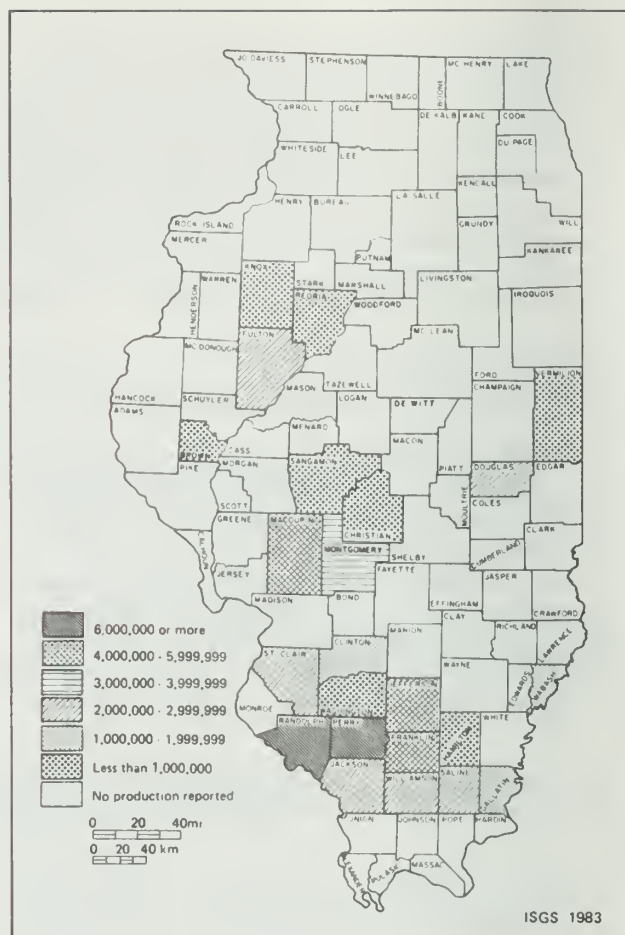 JO DAVIESS
STEPHENSON
WINNEBAGO
BOONE
MC HENRY
LAKE
CARROLL
OGLE
DE KALB
KANE
COOK
DU PAGE
WHITESIDE
LEE
KENDALL
LA SALLE
WILL
HENRY
BUREAU
GRUNDY
ROCK ISLAND
MERCER
PUTNAM
KANKAKEE
KNOX
STARK
MARSHALL
LIVINGSTON
WARREN
HENDERSON
PEORIA
WOODFORD
IROQUOIS
FULTON
MC LEAN
MCDONOUGH
FORD
VERMILION
HANCOCK
SCHUYLER
MASON
TAZEWELL
CHAMPAIGN
ADAMS
LOGAN
DE WITT
MENARD
MACON
BROWN
CASS
PIATT
PIKE
MORGAN
SANGAMON
DOUGLAS
EDGAR
MOULTRIE
COLES
SCOTT
CHRISTIAN
GREENE
MACOUPIN
MONTGOMERY
SHELBY
CLARK
CUMBERLAND
CALHOUN
JERSEY
FAYETTE
JASPER
MADISON
BOND
EFFINGHAM
CRAWFORD
CLAY
RICHLAND
LAWRENCE
CLINTON
MARION
ST. CLAIR
WAYNE
EDWARDS
WABASH
MONROE
WASHINGTON
JEFFERSON
RANDOLPH
PERRY
WHITE
HAMILTON
FRANKLIN
JACKSON
WILLIAMSON
SALINE
GALLATIN
UNION
JOHNSON
POPE
HARDIN
ALEXANDER
PULASKI
MASSAC
6,000,000 or more
4,000,000 - 5,999,999
3,000,000 - 3,999,999
2,000,000 - 2,999,999
1,000,000 - 1,999,999
Less than 1,000,000
No production reported
0 20 40mi
0 20 40 km
ISGS 1983